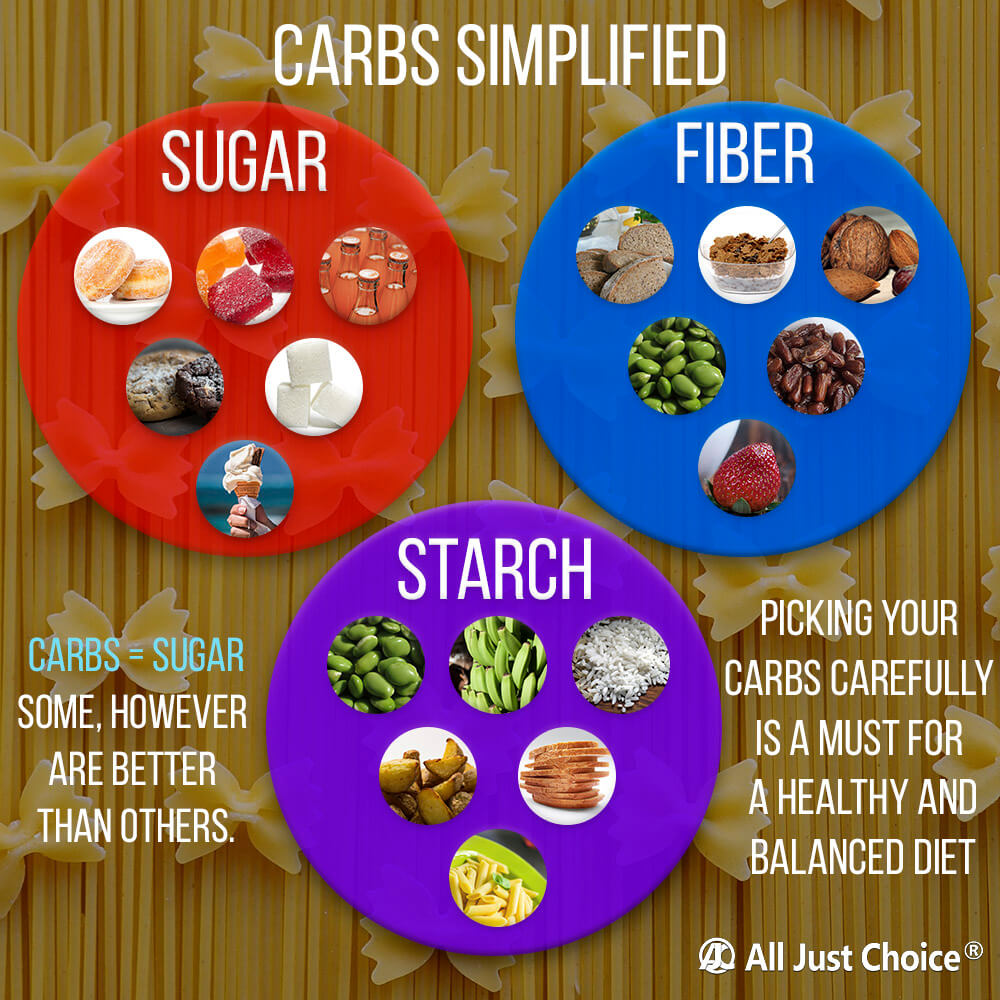 CARBS SIMPLIFIED
SUGAR
FIBER
STARCH
CARBS = SUGAR
SOME, HOWEVER
ARE BETTER
THAN OTHERS.
PICKING YOUR
CARBS CAREFULLY
IS A MUST FOR
A HEALTHY AND
BALANCED DIET
All Just Choice®